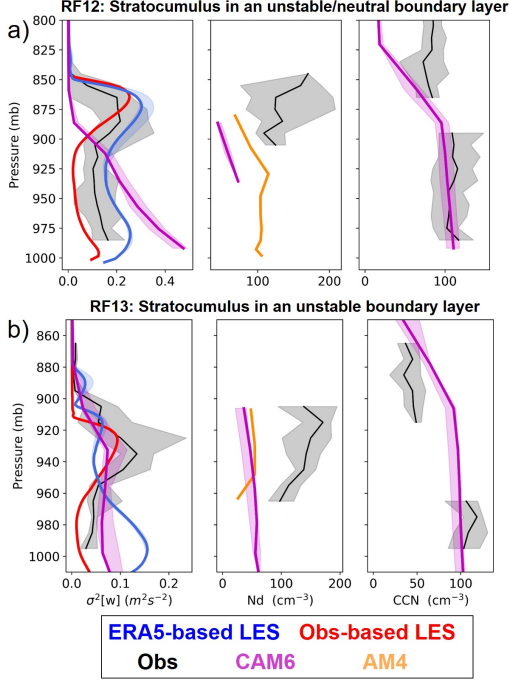 RF12: Stratocumulus in an unstable/neutral boundary layer
a)
Pressure (mb)
800
825
850
875
900
925
950
975
1000
0.0 0.2 0.4
100 200
0 100
RF13: Stratocumulus in an unstable boundary layer
b)
Pressure (mb)
860
880
900
920
940
960
980
1000
0.0 0.1 0.2
0 100 200
0 50 100
σ²[w] (m²s⁻²)
Nd (cm⁻³)
CCN (cm⁻³)
ERA5-based LES Obs-based LES
Obs CAM6 AM4